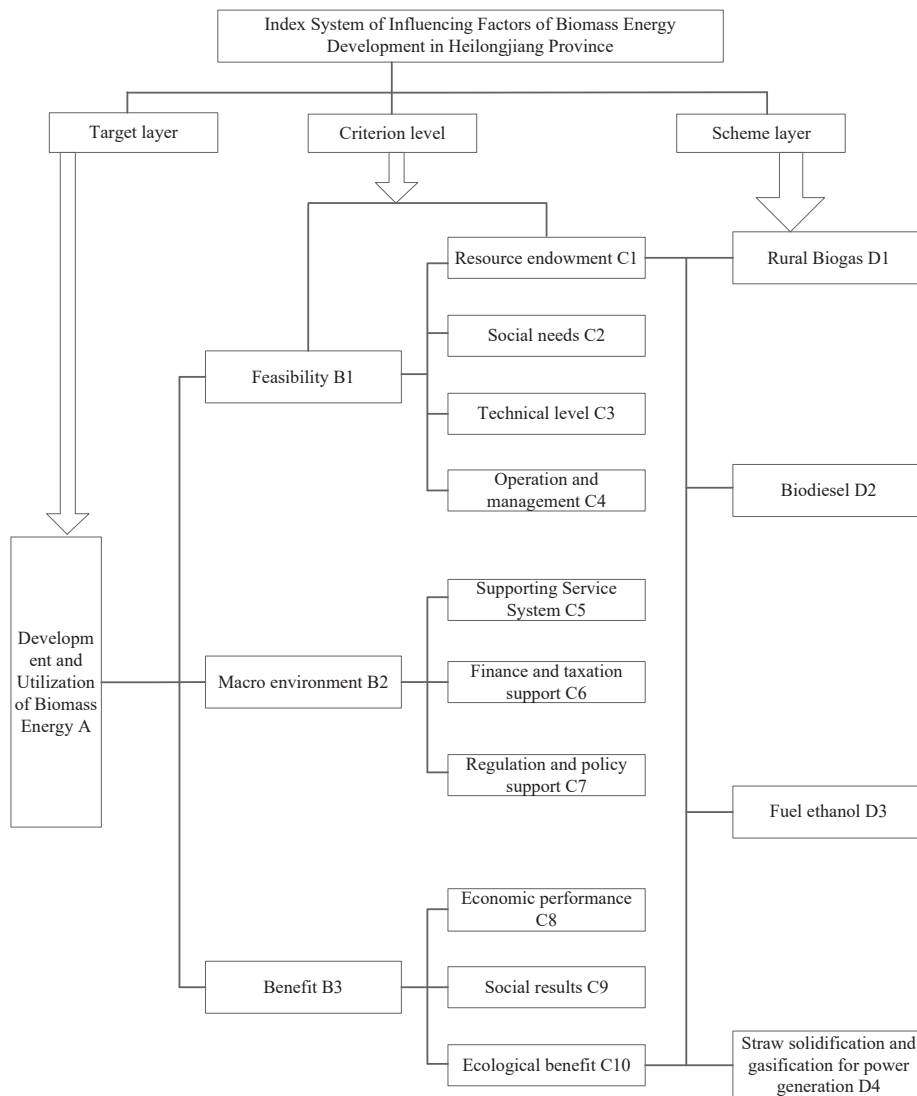 Index System of Influencing Factors of Biomass Energy
Development in Heilongjiang Province
Target layer
Criterion level
Scheme layer
Resource endowment C1
Rural Biogas D1
Social needs C2
Feasibility B1
Technical level C3
Operation and
management C4
Biodiesel D2
Developm
ent and
Utilization
of Biomass
Energy A
Supporting Service
System C5
Macro environment B2
Finance and taxation
support C6
Regulation and policy
support C7
Fuel ethanol D3
Economic performance
C8
Benefit B3
Social results C9
Ecological benefit C10
Straw solidification and
gasification for power
generation D4